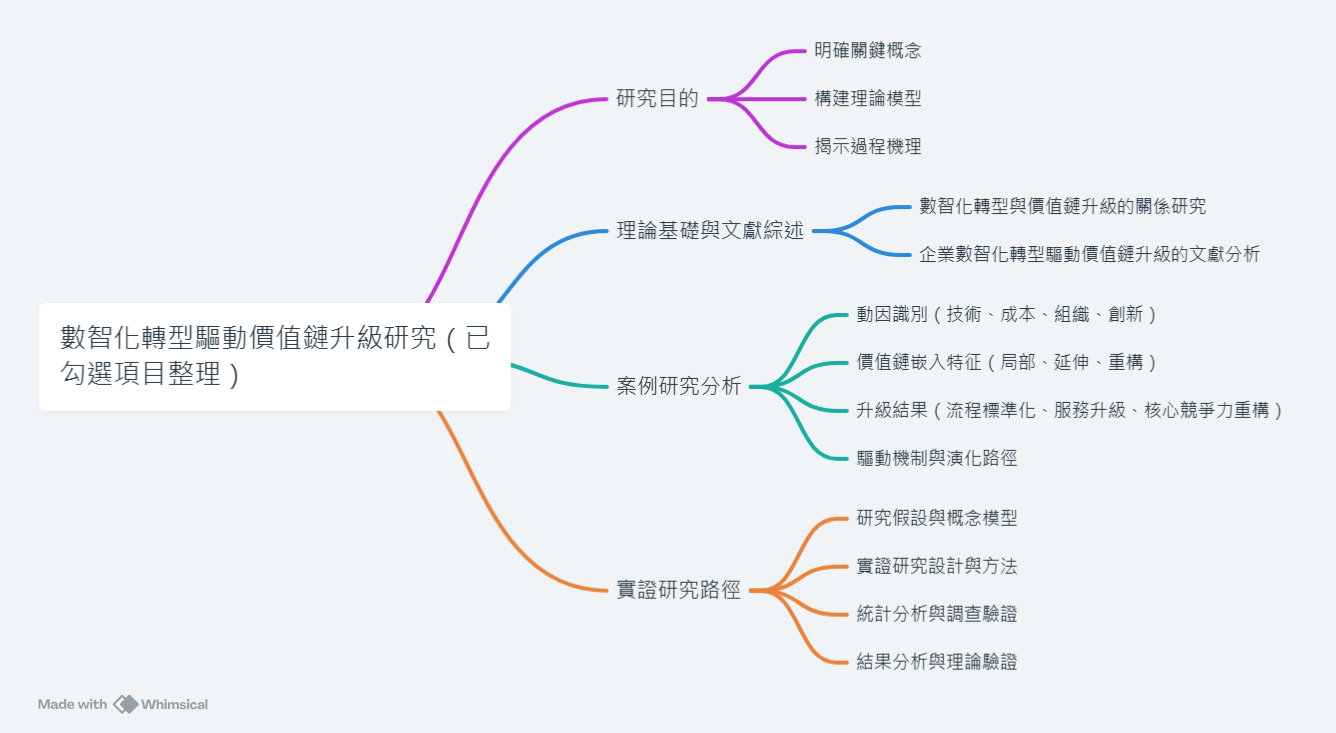 數智化轉型驅動價值鏈升級研究（已
勾選項目整理）
研究目的
明確關鍵概念
構建理論模型
揭示過程機理
理論基礎與文獻綜述
數智化轉型與價值鏈升級的關係研究
企業數智化轉型驅動價值鏈升級的文獻分析
案例研究分析
動因識別（技術、成本、組織、創新）
價值鏈嵌入特征（局部、延伸、重構）
升級結果（流程標準化、服務升級、核心競爭力重構）
驅動機制與演化路徑
實證研究路徑
研究假設與概念模型
實證研究設計與方法
統計分析與調查驗證
結果分析與理論驗證
Made with Whimsical